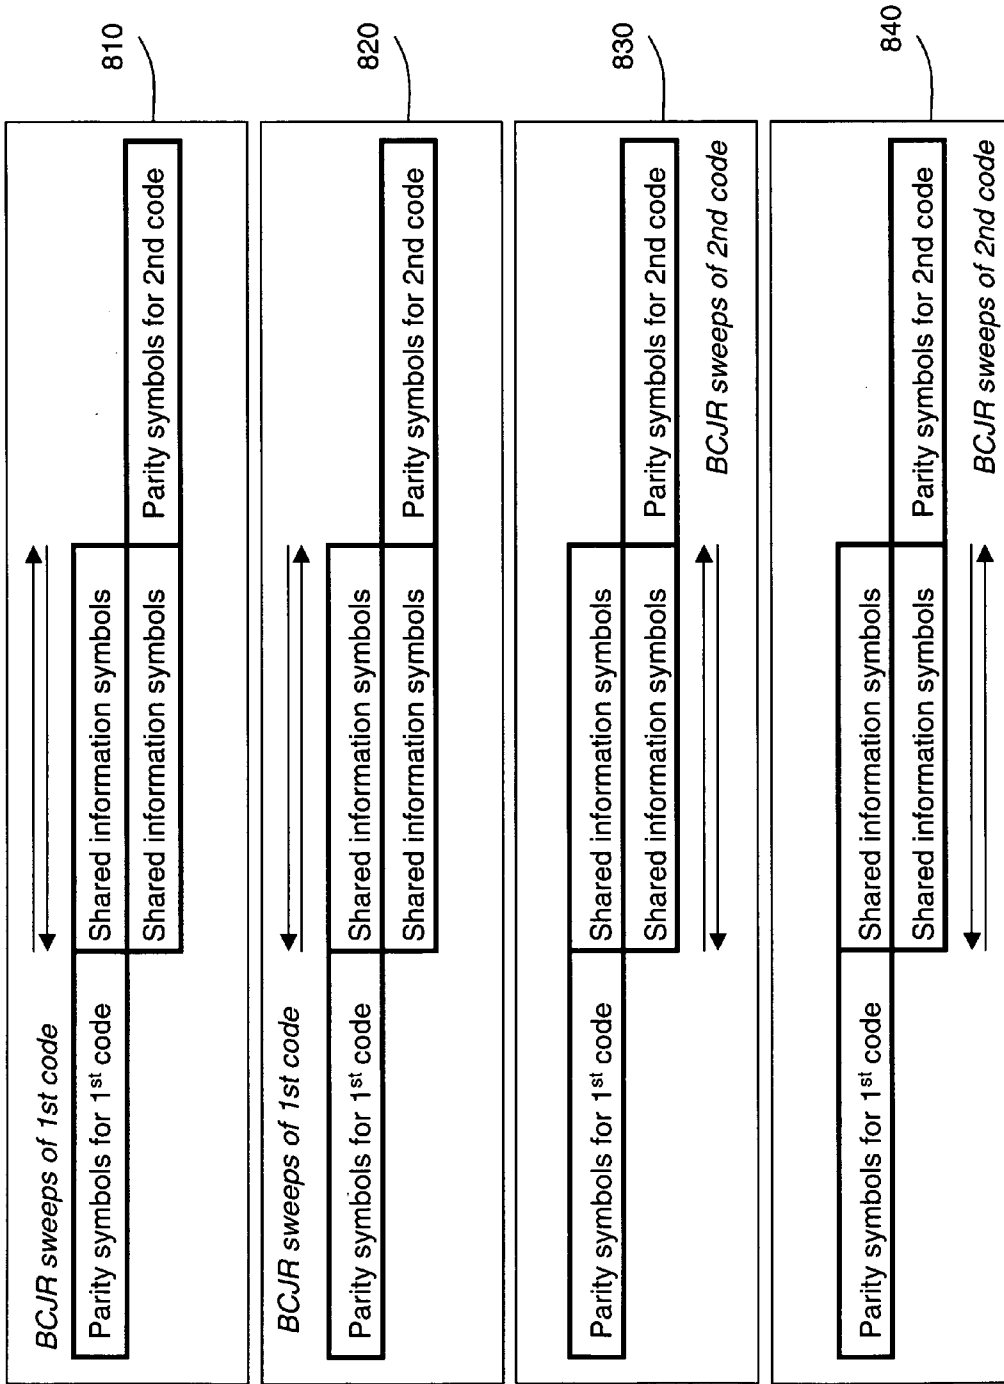 BCJR sweeps of 1st code
Parity symbols for 1st code
Shared information symbols
Shared information symbols
Parity symbols for 2nd code
810
BCJR sweeps of 1st code
Parity symbols for 1st code
Shared information symbols
Shared information symbols
Parity symbols for 2nd code
820
Parity symbols for 1st code
Shared information symbols
Shared information symbols
Parity symbols for 2nd code
BCJR sweeps of 2nd code
830
Parity symbols for 1st code
Shared information symbols
Shared information symbols
Parity symbols for 2nd code
BCJR sweeps of 2nd code
840